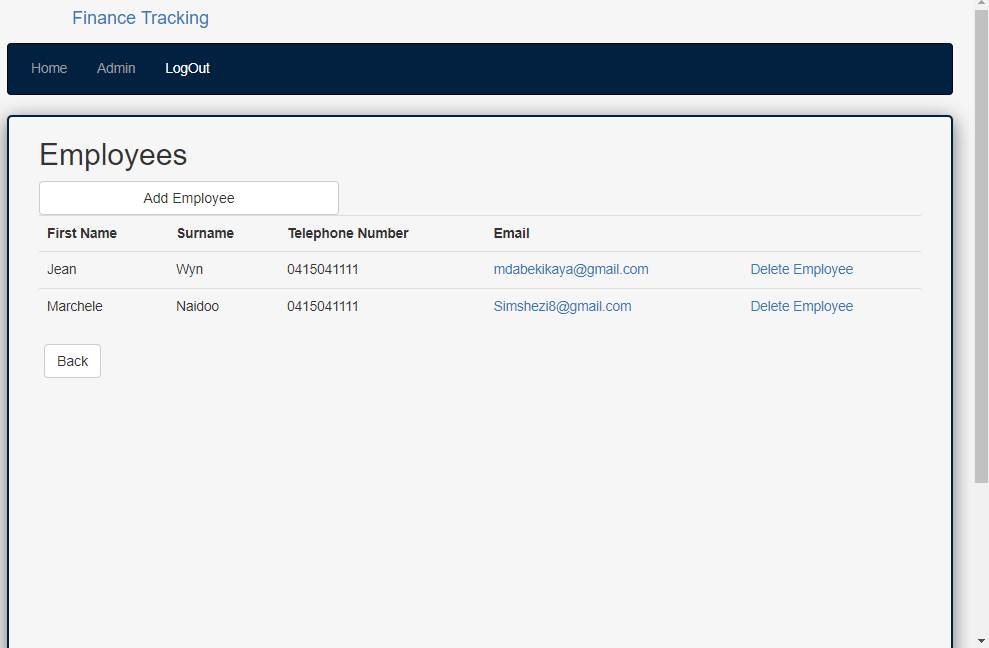 Finance Tracking
Home Admin LogOut
Employees
Add Employee
First Name Surname Telephone Number Email
Jean Wyn 0415041111 mdabekikaya@gmail.com Delete Employee
Marchele Naidoo 0415041111 Simshezi8@gmail.com Delete Employee
Back